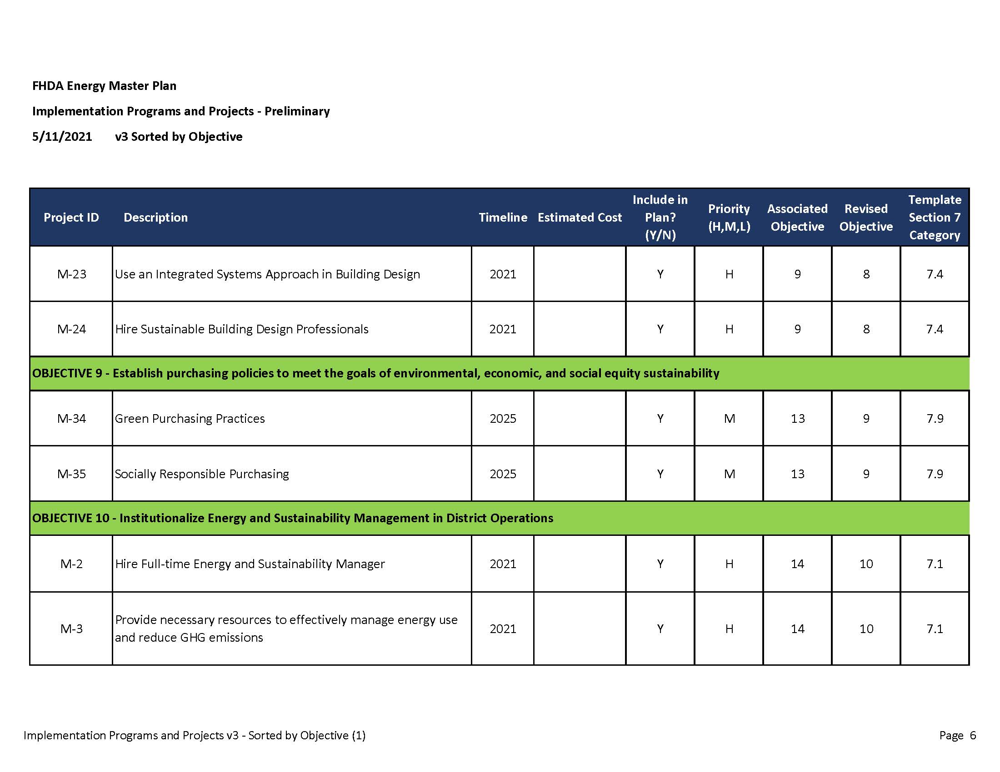 FHDA Energy Master Plan
Implementation Programs and Projects - Preliminary
5/11/2021 v3 Sorted by Objective
Project ID Description Timeline Estimated Cost Include in Plan? (Y/N) Priority (H,M,L) Associated Objective Revised Objective Template Section 7 Category
M-23 Use an Integrated Systems Approach in Building Design 2021 Y H 9 8 7.4
M-24 Hire Sustainable Building Design Professionals 2021 Y H 9 8 7.4
OBJECTIVE 9 - Establish purchasing policies to meet the goals of environmental, economic, and social equity sustainability
M-34 Green Purchasing Practices 2025 Y M 13 9 7.9
M-35 Socially Responsible Purchasing 2025 Y M 13 9 7.9
OBJECTIVE 10 - Institutionalize Energy and Sustainability Management in District Operations
M-2 Hire Full-time Energy and Sustainability Manager 2021 Y H 14 10 7.1
M-3 Provide necessary resources to effectively manage energy use
and reduce GHG emissions 2021 Y H 14 10 7.1
Implementation Programs and Projects v3 - Sorted by Objective (1) Page 6